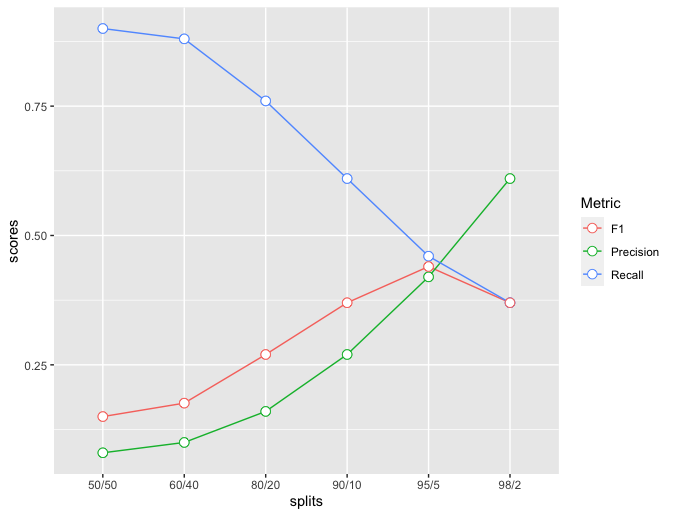 0.75
0.50
0.25
scores
50/50 60/40 80/20 90/10 95/5 98/2
splits
Metric
F1
Precision
Recall